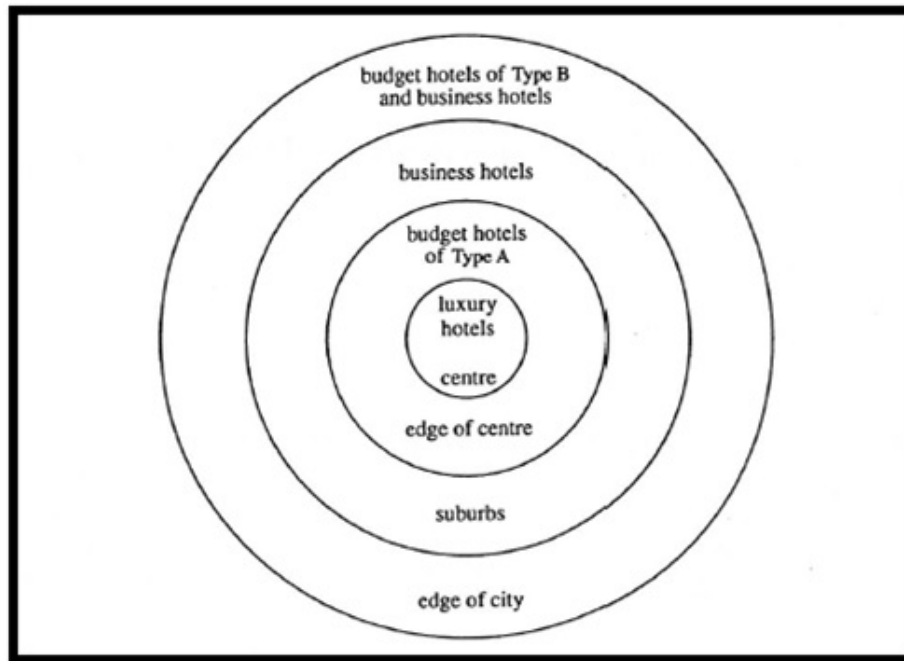 budget hotels of Type B
and business hotels
business hotels
budget hotels
of Type A
luxury
hotels
centre
edge of centre
suburbs
edge of city